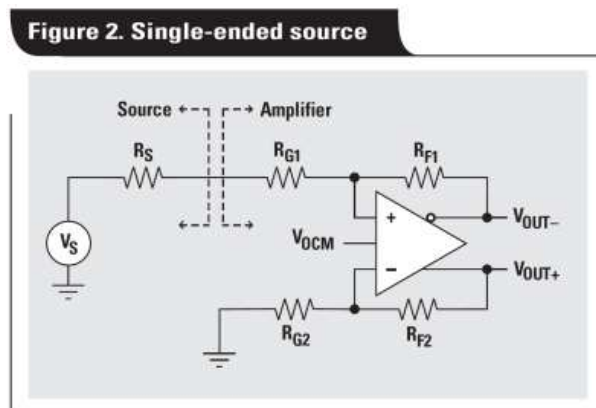 Figure 2. Single-ended source
Source Amplifier
RS RG1 RF1
VS
VOCM
+
−
VOUT−
VOUT+
RG2 RF2